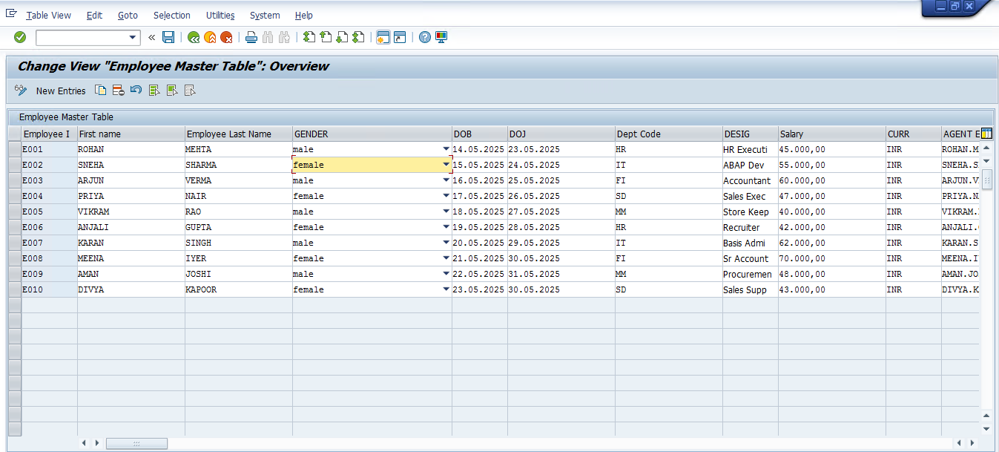 Table View Edit Goto Selection Utilities System Help
Change View "Employee Master Table": Overview
New Entries
Employee Master Table
Employee I First name Employee Last Name GENDER DOB DOJ Dept Code DESIG Salary CURR AGENT E
E001 ROHAN MEHTA male 14.05.2025 23.05.2025 HR HR Executi 45.000,00 INR ROHAN.M
E002 SNEHA SHARMA female 15.05.2025 24.05.2025 IT ABAP Dev 55.000,00 INR SNEHA.S
E003 ARJUN VERMA male 16.05.2025 25.05.2025 FI Accountant 60.000,00 INR ARJUN.V
E004 PRIYA NAIR female 17.05.2025 26.05.2025 SD Sales Exec 47.000,00 INR PRIYA.N
E005 VIKRAM RAO male 18.05.2025 27.05.2025 MM Store Keep 40.000,00 INR VIKRAM.
E006 ANJALI GUPTA female 19.05.2025 28.05.2025 HR Recruiter 42.000,00 INR ANJALI.
E007 KARAN SINGH male 20.05.2025 29.05.2025 IT Basis Admi 62.000,00 INR KARAN.S
E008 MEENA IYER female 21.05.2025 30.05.2025 FI Sr Account 70.000,00 INR MEENA.I
E009 AMAN JOSHI male 22.05.2025 31.05.2025 MM Procuremen 48.000,00 INR AMAN.JO
E010 DIVYA KAPOOR female 23.05.2025 30.05.2025 SD Sales Supp 43.000,00 INR DIVYA.K